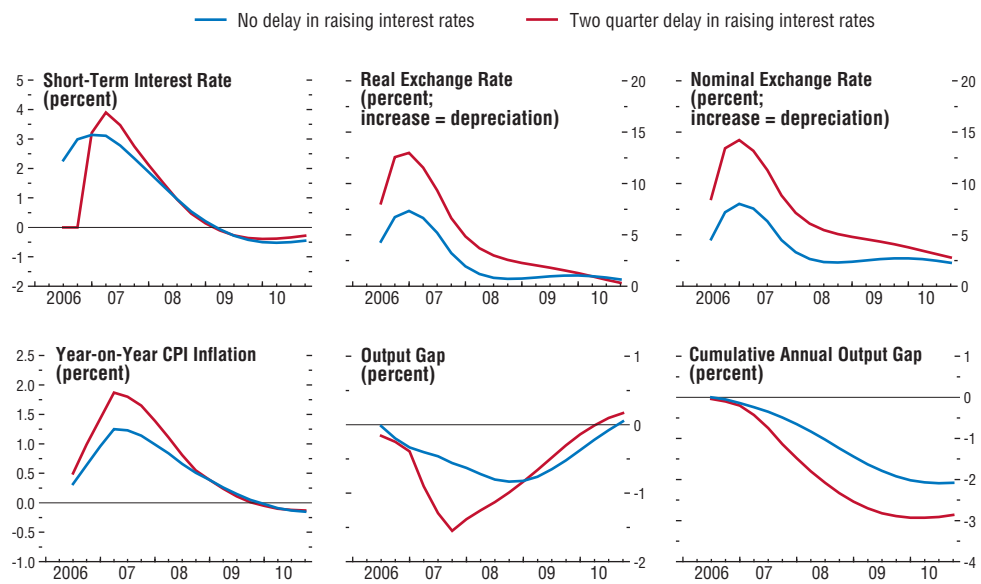 No delay in raising interest rates
Two quarter delay in raising interest rates
Short-Term Interest Rate
(percent)
5
4
3
2
1
0
-1
-2
2006 07 08 09 10
Real Exchange Rate
(percent;
increase = depreciation)
20
15
10
5
0
2006 07 08 09 10
Nominal Exchange Rate
(percent;
increase = depreciation)
20
15
10
5
0
2006 07 08 09 10
Year-on-Year CPI Inflation
(percent)
2.5
2.0
1.5
1.0
0.5
0.0
-0.5
-1.0
2006 07 08 09 10
Output Gap
(percent)
1
0
-1
-2
2006 07 08 09 10
Cumulative Annual Output Gap
(percent)
1
0
-1
-2
-3
-4
2006 07 08 09 10